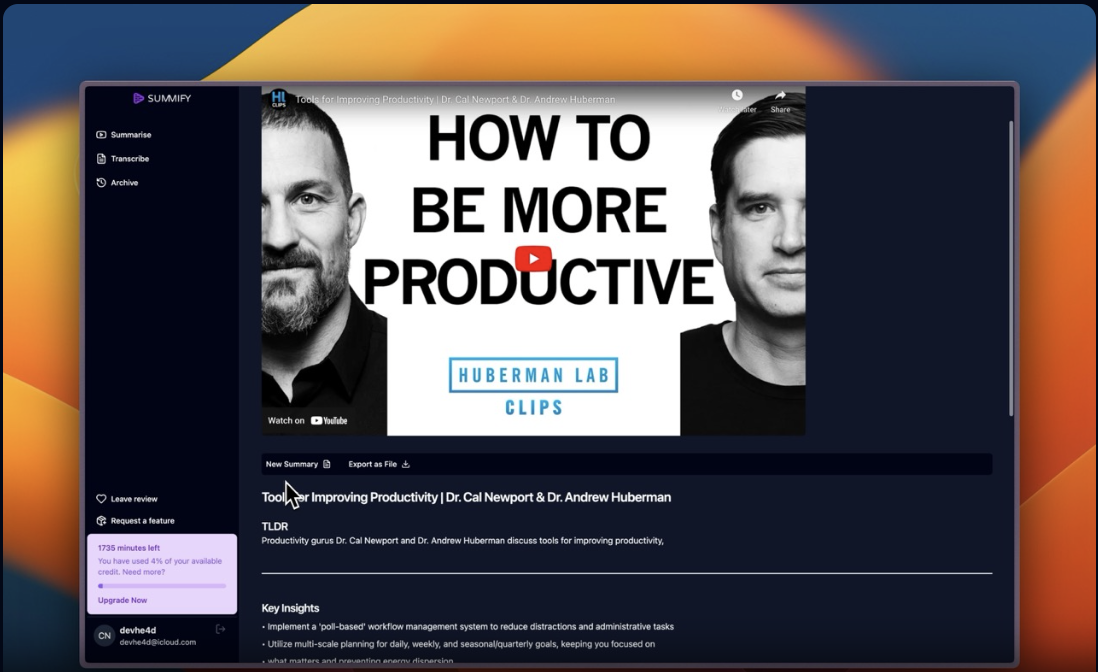 SUMMIFY
Summarise
Transcribe
Archive
Leave review
Request a feature
1735 minutes left
You have used 4% of your available
credit. Need more?
Upgrade Now
CN
devhe4d
devhe4d@icloud.com
HL
CLIPS
Tools for Improving Productivity | Dr. Cal Newport & Dr. Andrew Huberman
Share
HOW TO
BE MORE
PRODUCTIVE
HUBERMAN LAB
CLIPS
Watch on YouTube
New Summary
Export as File
Tools for Improving Productivity | Dr. Cal Newport & Dr. Andrew Huberman
TLDR
Productivity gurus Dr. Cal Newport and Dr. Andrew Huberman discuss tools for improving productivity,
Key Insights
• Implement a 'poll-based' workflow management system to reduce distractions and administrative tasks
• Utilize multi-scale planning for daily, weekly, and seasonal/quarterly goals, keeping you focused on
• what matters and preventing energy dispersion